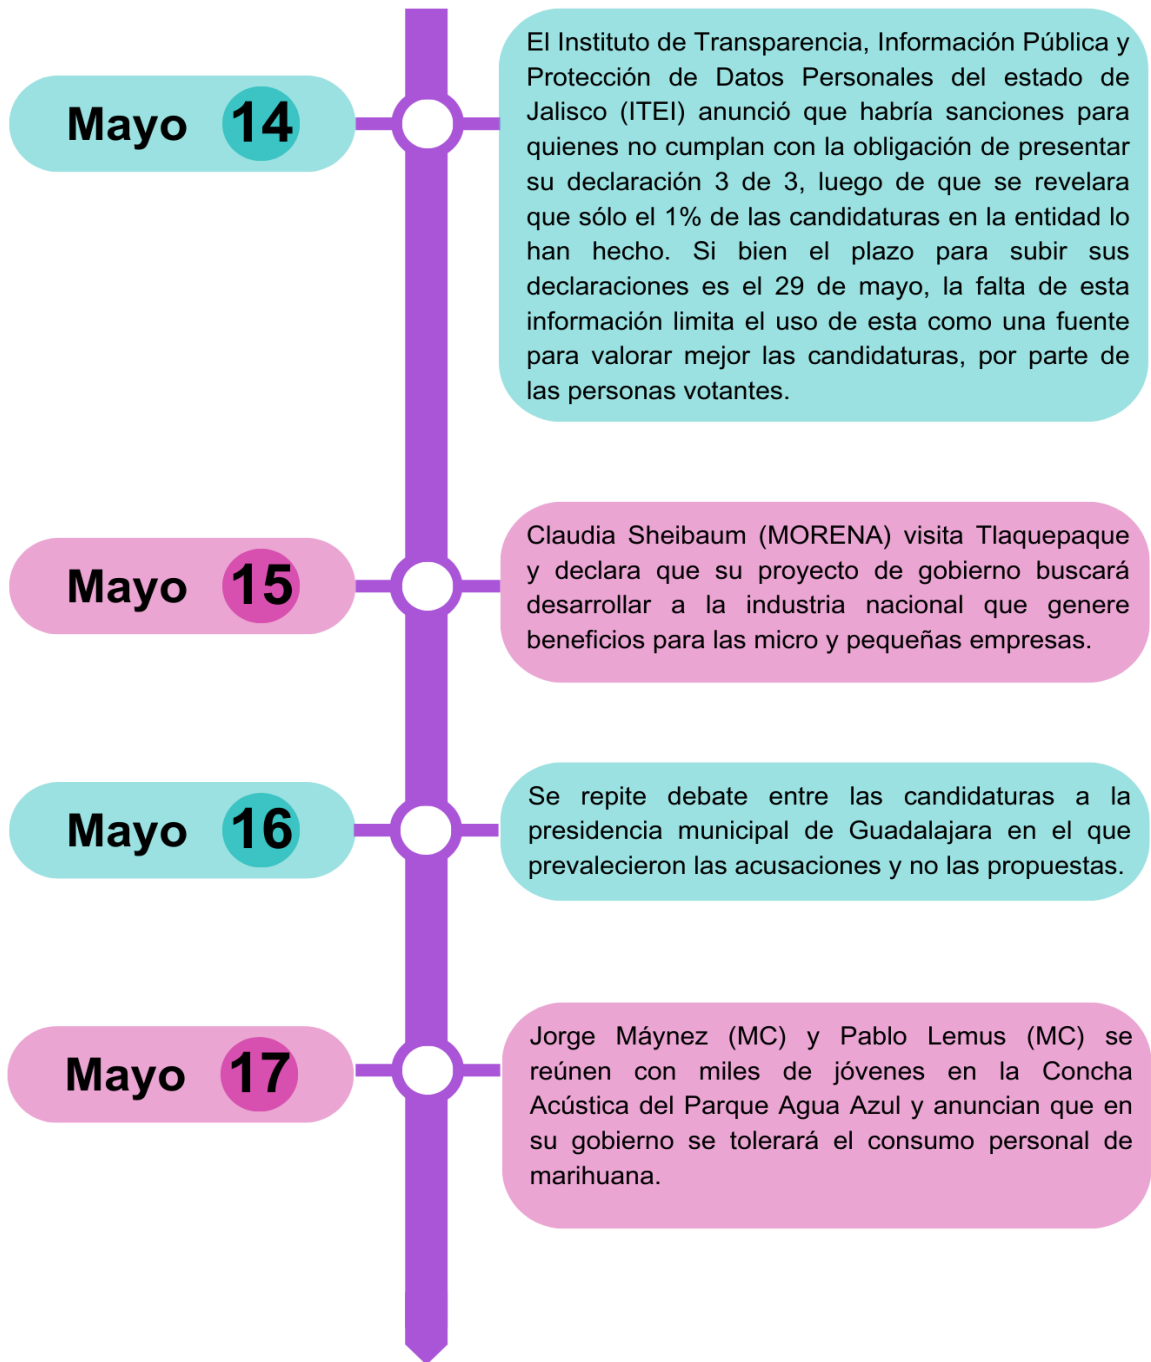 Mayo 14
El Instituto de Transparencia, Información Pública y
Protección de Datos Personales del estado de
Jalisco (ITEI) anunció que habría sanciones para
quienes no cumplan con la obligación de presentar
su declaración 3 de 3, luego de que se revelara
que sólo el 1% de las candidaturas en la entidad lo
han hecho. Si bien el plazo para subir sus
declaraciones es el 29 de mayo, la falta de esta
información limita el uso de esta como una fuente
para valorar mejor las candidaturas, por parte de
las personas votantes.
Mayo 15
Claudia Sheibaum (MORENA) visita Tlaquepaque
y declara que su proyecto de gobierno buscará
desarrollar a la industria nacional que genere
beneficios para las micro y pequeñas empresas.
Mayo 16
Se repite debate entre las candidaturas a la
presidencia municipal de Guadalajara en el que
prevalecieron las acusaciones y no las propuestas.
Mayo 17
Jorge Máynez (MC) y Pablo Lemus (MC) se
reúnen con miles de jóvenes en la Concha
Acústica del Parque Agua Azul y anuncian que en
su gobierno se tolerará el consumo personal de
marihuana.